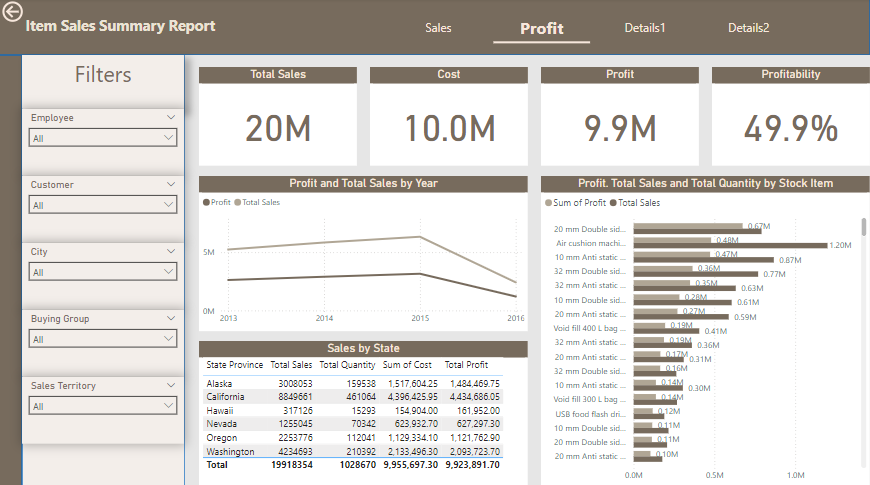 Item Sales Summary Report
Sales
Profit
Details1
Details2
Filters
Employee
All
Customer
All
City
All
Buying Group
All
Sales Territory
All
Total Sales
20M
Cost
10.0M
Profit
9.9M
Profitability
49.9%
Profit and Total Sales by Year
Profit Total Sales
5M
0M
2013 2014 2015 2016
Sales by State
State Province Total Sales Total Quantity Sum of Cost Total Profit
Alaska 3008053 159538 1,517,604.25 1,484,469.75
California 8849661 461064 4,396,425.95 4,434,686.05
Hawaii 317126 15293 154,904.00 161,952.00
Nevada 1255045 70342 623,932.70 627,297.30
Oregon 2253776 112041 1,129,334.10 1,121,762.90
Washington 4234693 210392 2,133,496.30 2,093,723.70
Total 19918354 1028670 9,955,697.30 9,923,891.70
Profit. Total Sales and Total Quantity by Stock Item
Sum of Profit Total Sales
20 mm Double sid... 0.67M
Air cushion machi... 0.48M 1.20M
10 mm Anti static ... 0.47M 0.87M
32 mm Double sid... 0.36M 0.77M
32 mm Anti static ... 0.35M 0.63M
10 mm Double sid... 0.28M 0.61M
20 mm Anti static ... 0.27M 0.59M
Void fill 400 L bag ... 0.19M 0.41M
32 mm Anti static ... 0.19M 0.36M
20 mm Anti static ... 0.17M 0.31M
32 mm Double sid... 0.16M
10 mm Anti static ... 0.14M 0.30M
Void fill 300 L bag ... 0.14M
USB food flash dri... 0.12M
10 mm Double sid... 0.11M
20 mm Double sid... 0.11M
20 mm Anti static ... 0.10M
0.0M 0.5M 1.0M